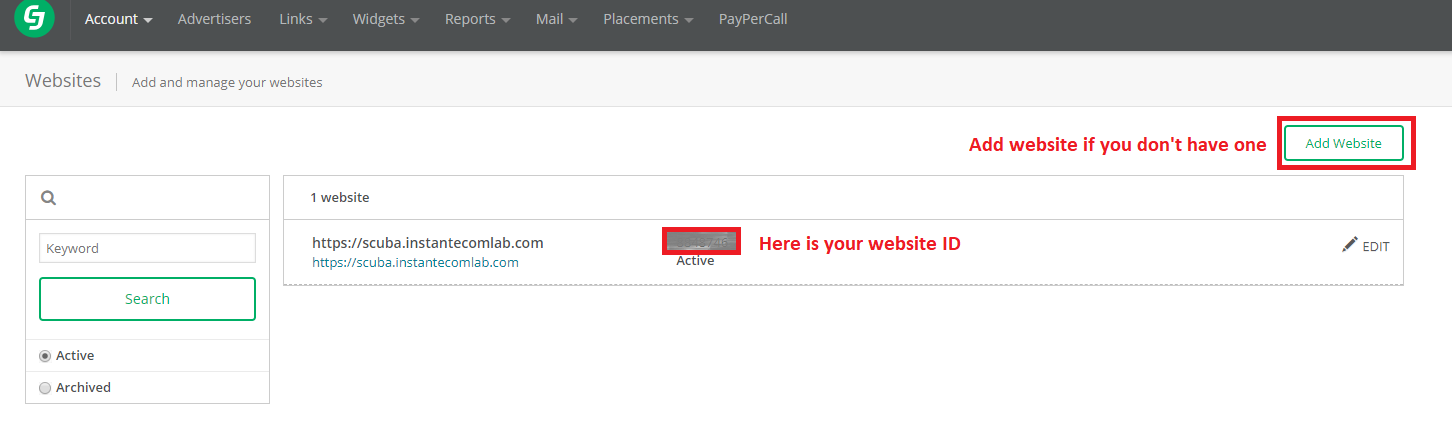 Account Advertisers Links Widgets Reports Mail Placements PayPerCall
Websites Add and manage your websites
Add website if you don't have one Add Website
1 website
Keyword
https://scuba.instantecomlab.com Here is your website ID EDIT
https://scuba.instantecomlab.com Active
Search
Active
Archived